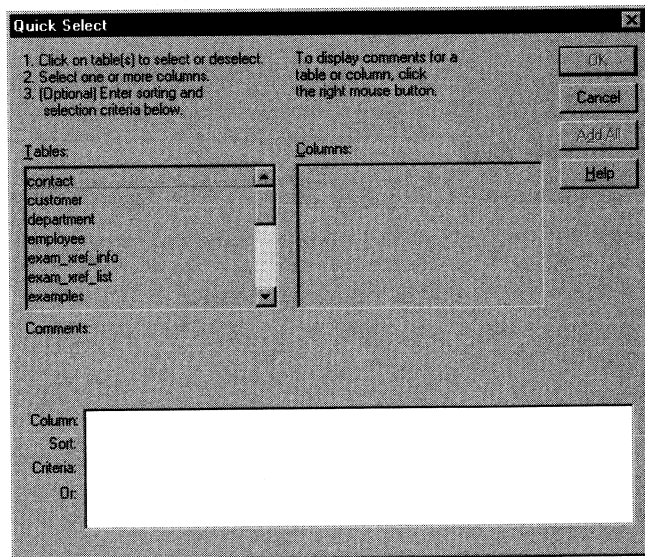 Quick Select
1. Click on table(s) to select or deselect.
2. Select one or more columns.
3. (Optional) Enter sorting and
selection criteria below.
To display comments for a
table or column, click
the right mouse button.
OK
Cancel
Add All
Help
Tables:
contact
customer
department
employee
exam_xref_info
exam_xref_list
examples
Columns:
Comments:
Column:
Sort:
Criteria:
Or: